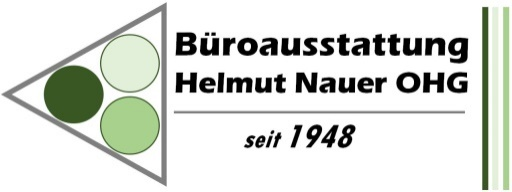 Büroausstattung
Helmut Nauer OHG
seit 1948